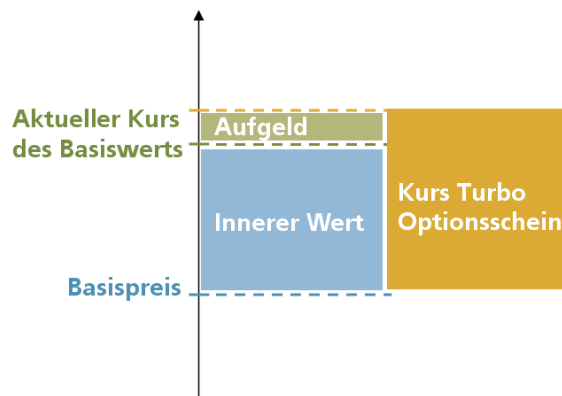 Aktueller Kurs
des Basiswerts
Aufgeld
Innerer Wert
Kurs Turbo
Optionsschein
Basispreis